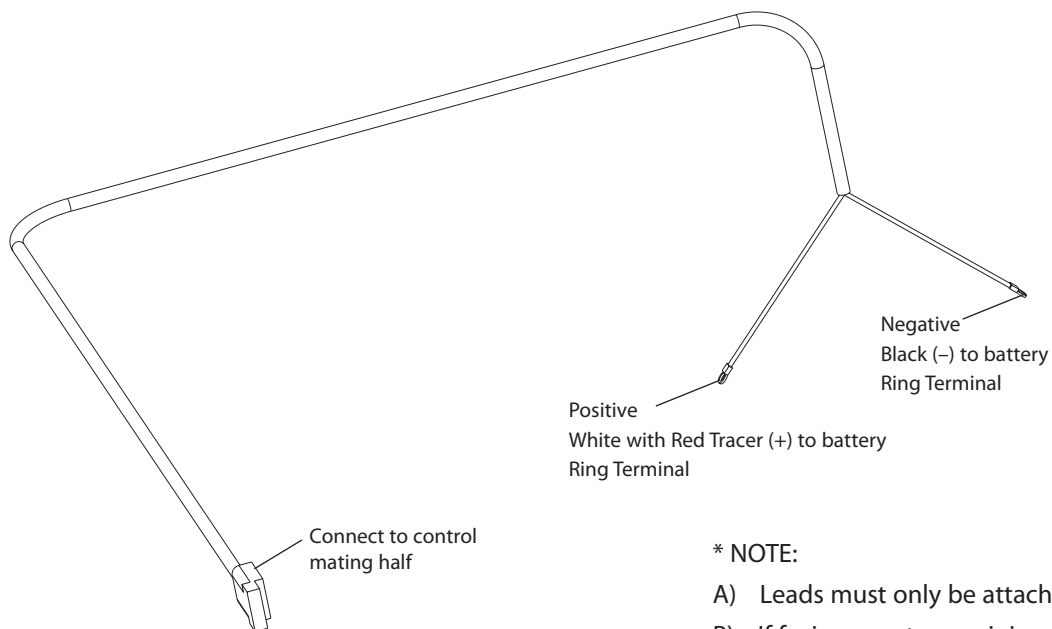 Negative
Black (–) to battery
Ring Terminal
Positive
White with Red Tracer (+) to battery
Ring Terminal
Connect to control
mating half
* NOTE:
A) Leads must only be attach